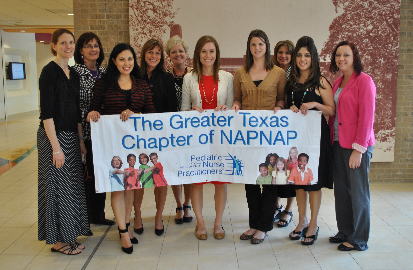 The Greater Texas
Chapter of NAPNAP
Pediatric
Nurse
Practitioners